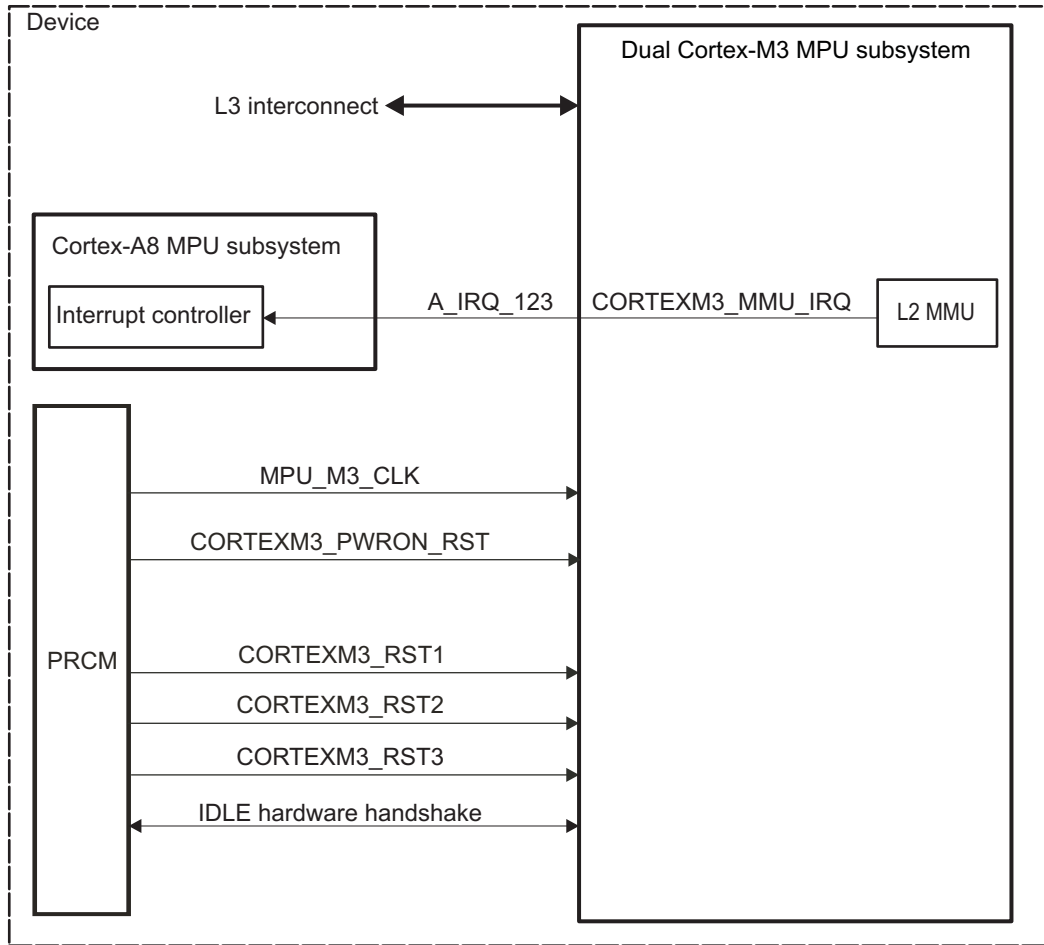 Device
Dual Cortex-M3 MPU subsystem
L3 interconnect
Cortex-A8 MPU subsystem
Interrupt controller
A_IRQ_123
CORTEXM3_MMU_IRQ
L2 MMU
MPU_M3_CLK
CORTEXM3_PWRON_RST
PRCM
CORTEXM3_RST1
CORTEXM3_RST2
CORTEXM3_RST3
IDLE hardware handshake